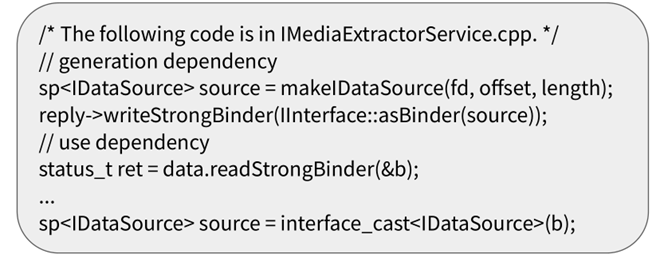 /* The following code is in IMediaExtractorService.cpp. */
// generation dependency
sp<IDataSource> source = makeIDataSource(fd, offset, length);
reply->writeStrongBinder(IInterface::asBinder(source));
// use dependency
status_t ret = data.readStrongBinder(&b);
...
sp<IDataSource> source = interface_cast<IDataSource>(b);